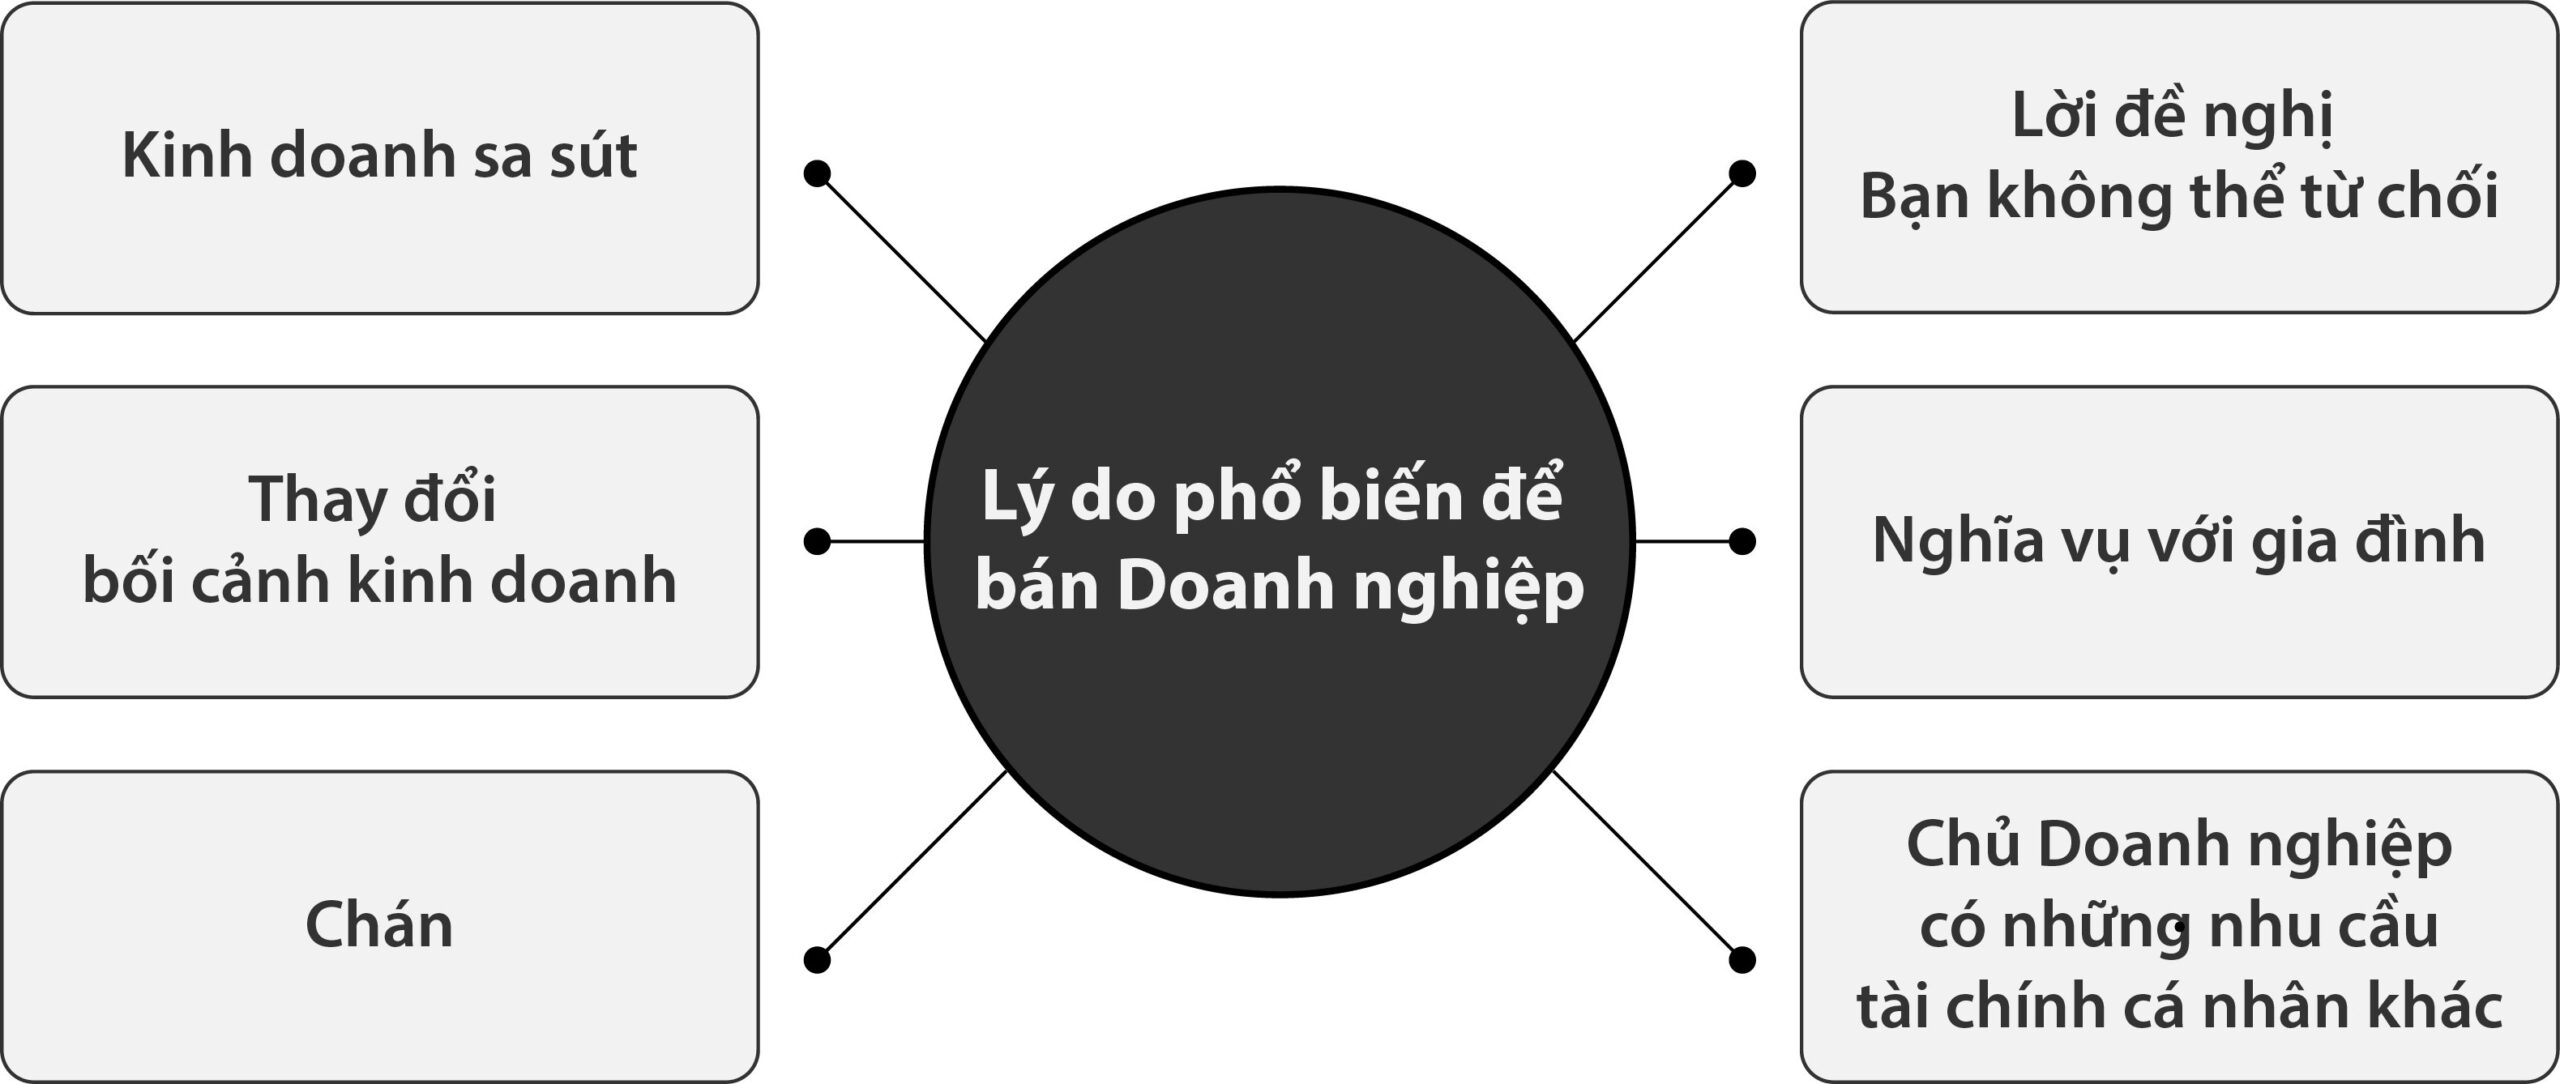 Kinh doanh sa sút
Thay đổi
bối cảnh kinh doanh
Chán
Lý do phổ biến để
bán Doanh nghiệp
Lời đề nghị
Bạn không thể từ chối
Nghĩa vụ với gia đình
Chủ Doanh nghiệp
có những nhu cầu
tài chính cá nhân khác